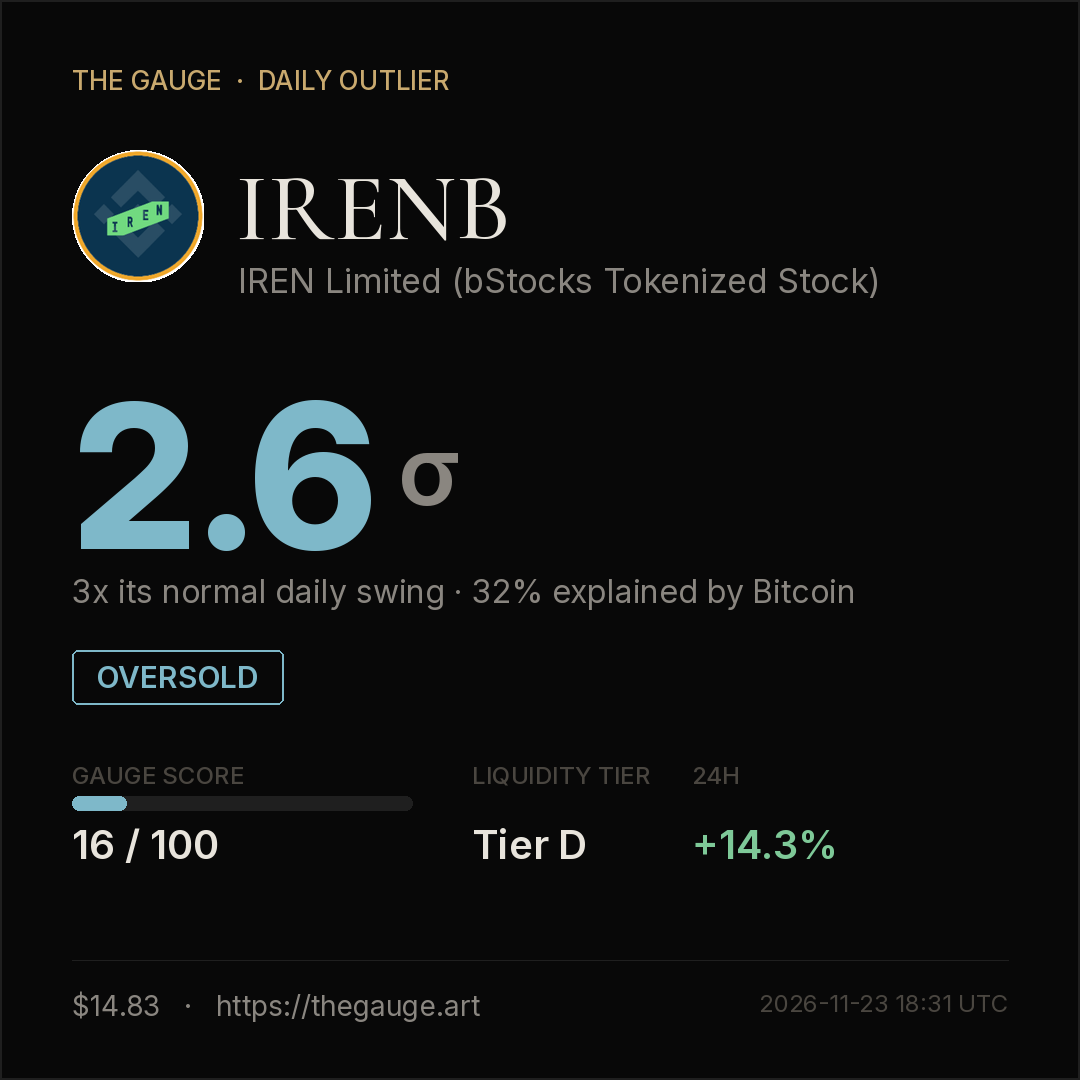 THE GAUGE · DAILY OUTLIER
IREN
IRENB
IREN Limited (bStocks Tokenized Stock)
2.6 σ
3x its normal daily swing · 32% explained by Bitcoin
OVERSOLD
GAUGE SCORE
16 / 100
LIQUIDITY TIER
Tier D
24H
+14.3%
$14.83 · https://thegauge.art
2026-11-23 18:31 UTC